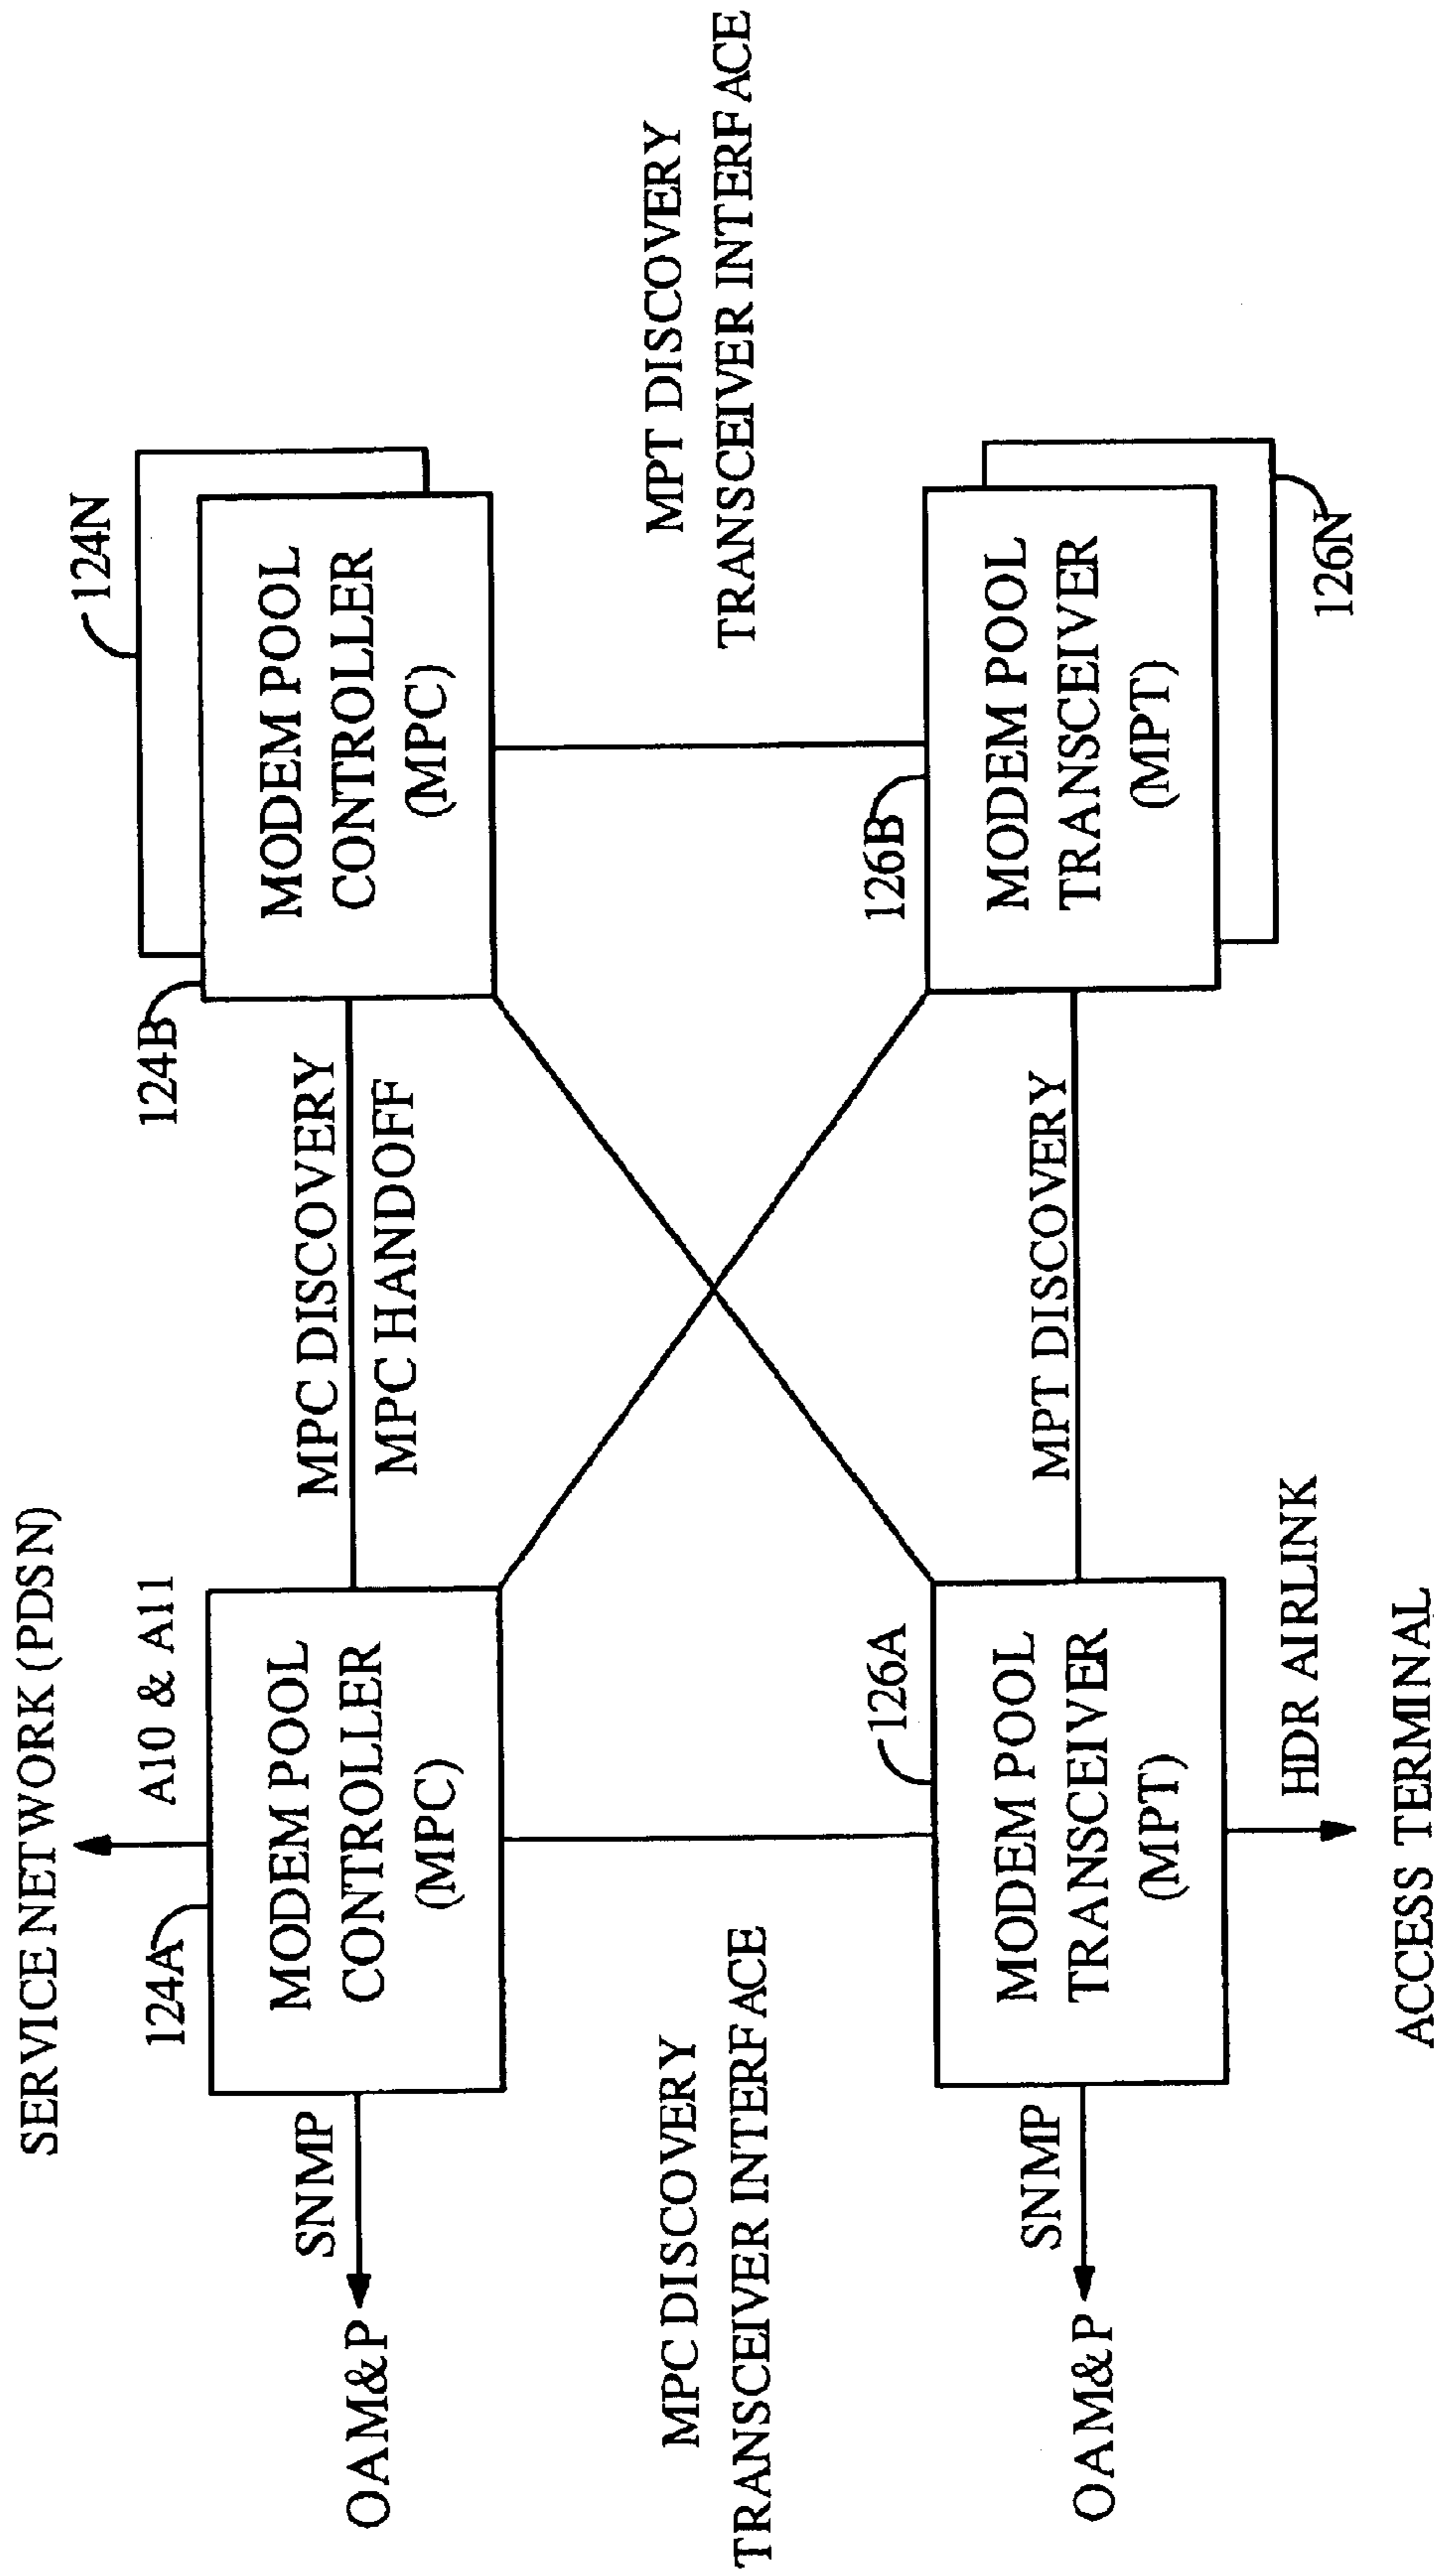 SERVICE NETWORK (PDSN)
A10 & A11
124A
124B
124N
OAM&P
SNMP
MODEM POOL
CONTROLLER
(MPC)
MPC DISCOVERY
MPC HANDOFF
MODEM POOL
CONTROLLER
(MPC)
MPC DISCOVERY
TRANSCEIVER INTERFACE
MPT DISCOVERY
TRANSCEIVER INTERFACE
126A
126B
OAM&P
SNMP
MODEM POOL
TRANSCEIVER
(MPT)
MPT DISCOVERY
MODEM POOL
TRANSCEIVER
(MPT)
126N
HDR AIRLINK
ACCESS TERMINAL